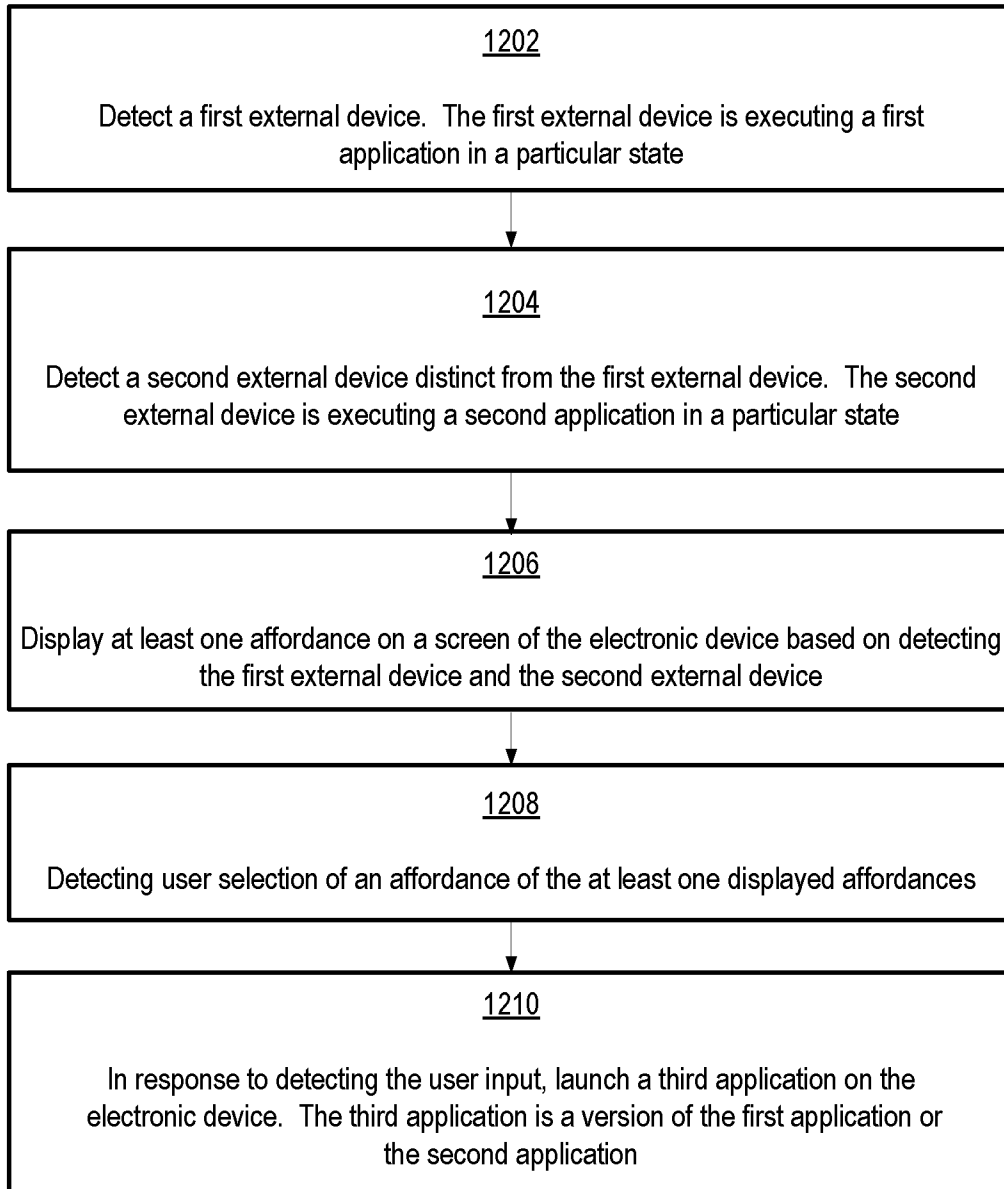 1202
Detect a first external device. The first external device is executing a first
application in a particular state
1204
Detect a second external device distinct from the first external device. The second
external device is executing a second application in a particular state
1206
Display at least one affordance on a screen of the electronic device based on detecting
the first external device and the second external device
1208
Detecting user selection of an affordance of the at least one displayed affordances
1210
In response to detecting the user input, launch a third application on the
electronic device. The third application is a version of the first application or
the second application